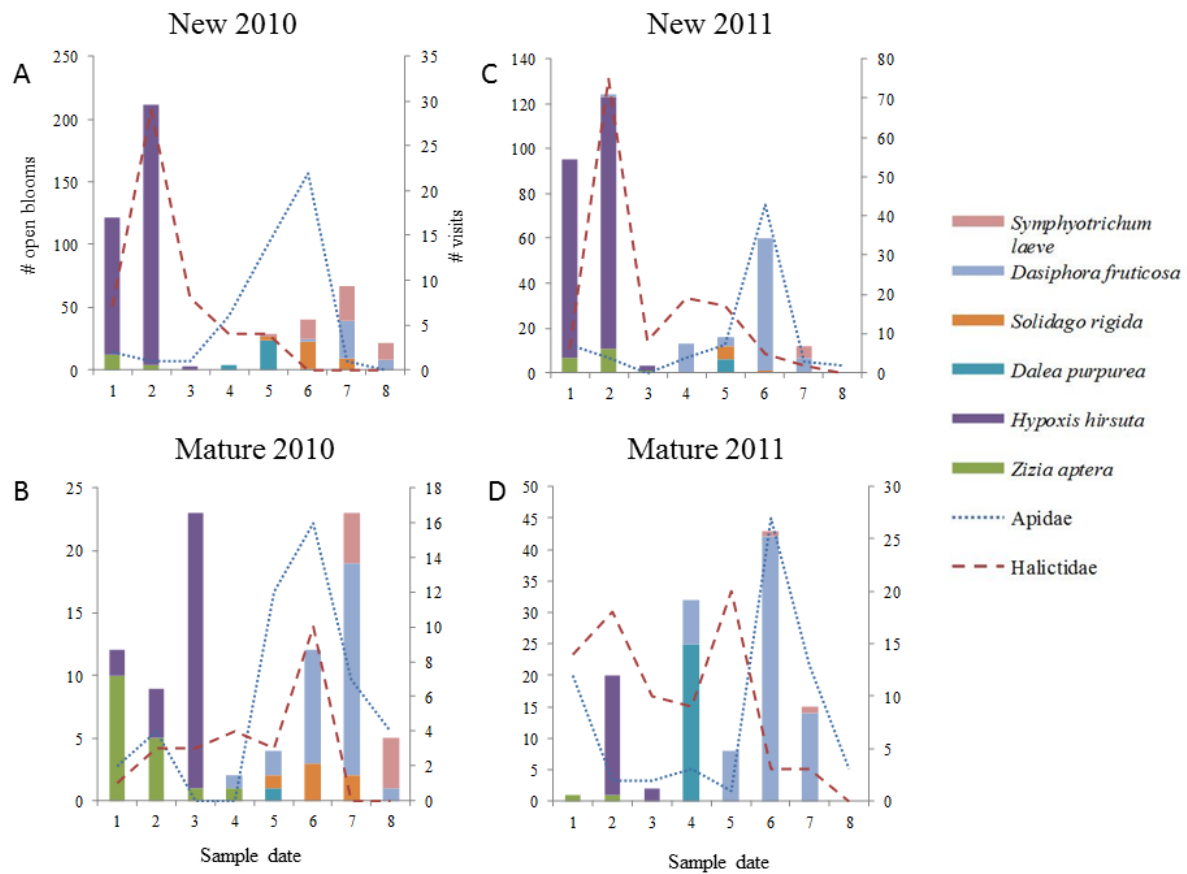 New 2010
A
250
200
150
100
50
0
# open blooms
35
30
25
20
15
10
5
0
# visits
1 2 3 4 5 6 7 8
New 2011
C
140
120
100
80
60
40
20
0
80
70
60
50
40
30
20
10
0
1 2 3 4 5 6 7 8
Mature 2010
B
25
20
15
10
5
0
18
16
14
12
10
8
6
4
2
0
1 2 3 4 5 6 7 8
Sample date
Mature 2011
D
50
45
40
35
30
25
20
15
10
5
0
30
25
20
15
10
5
0
1 2 3 4 5 6 7 8
Sample date
Symphyotrichum
laeve
Dasiphora fruticosa
Solidago rigida
Dalea purpurea
Hypoxis hirsuta
Zizia aptera
Apidae
Halictidae